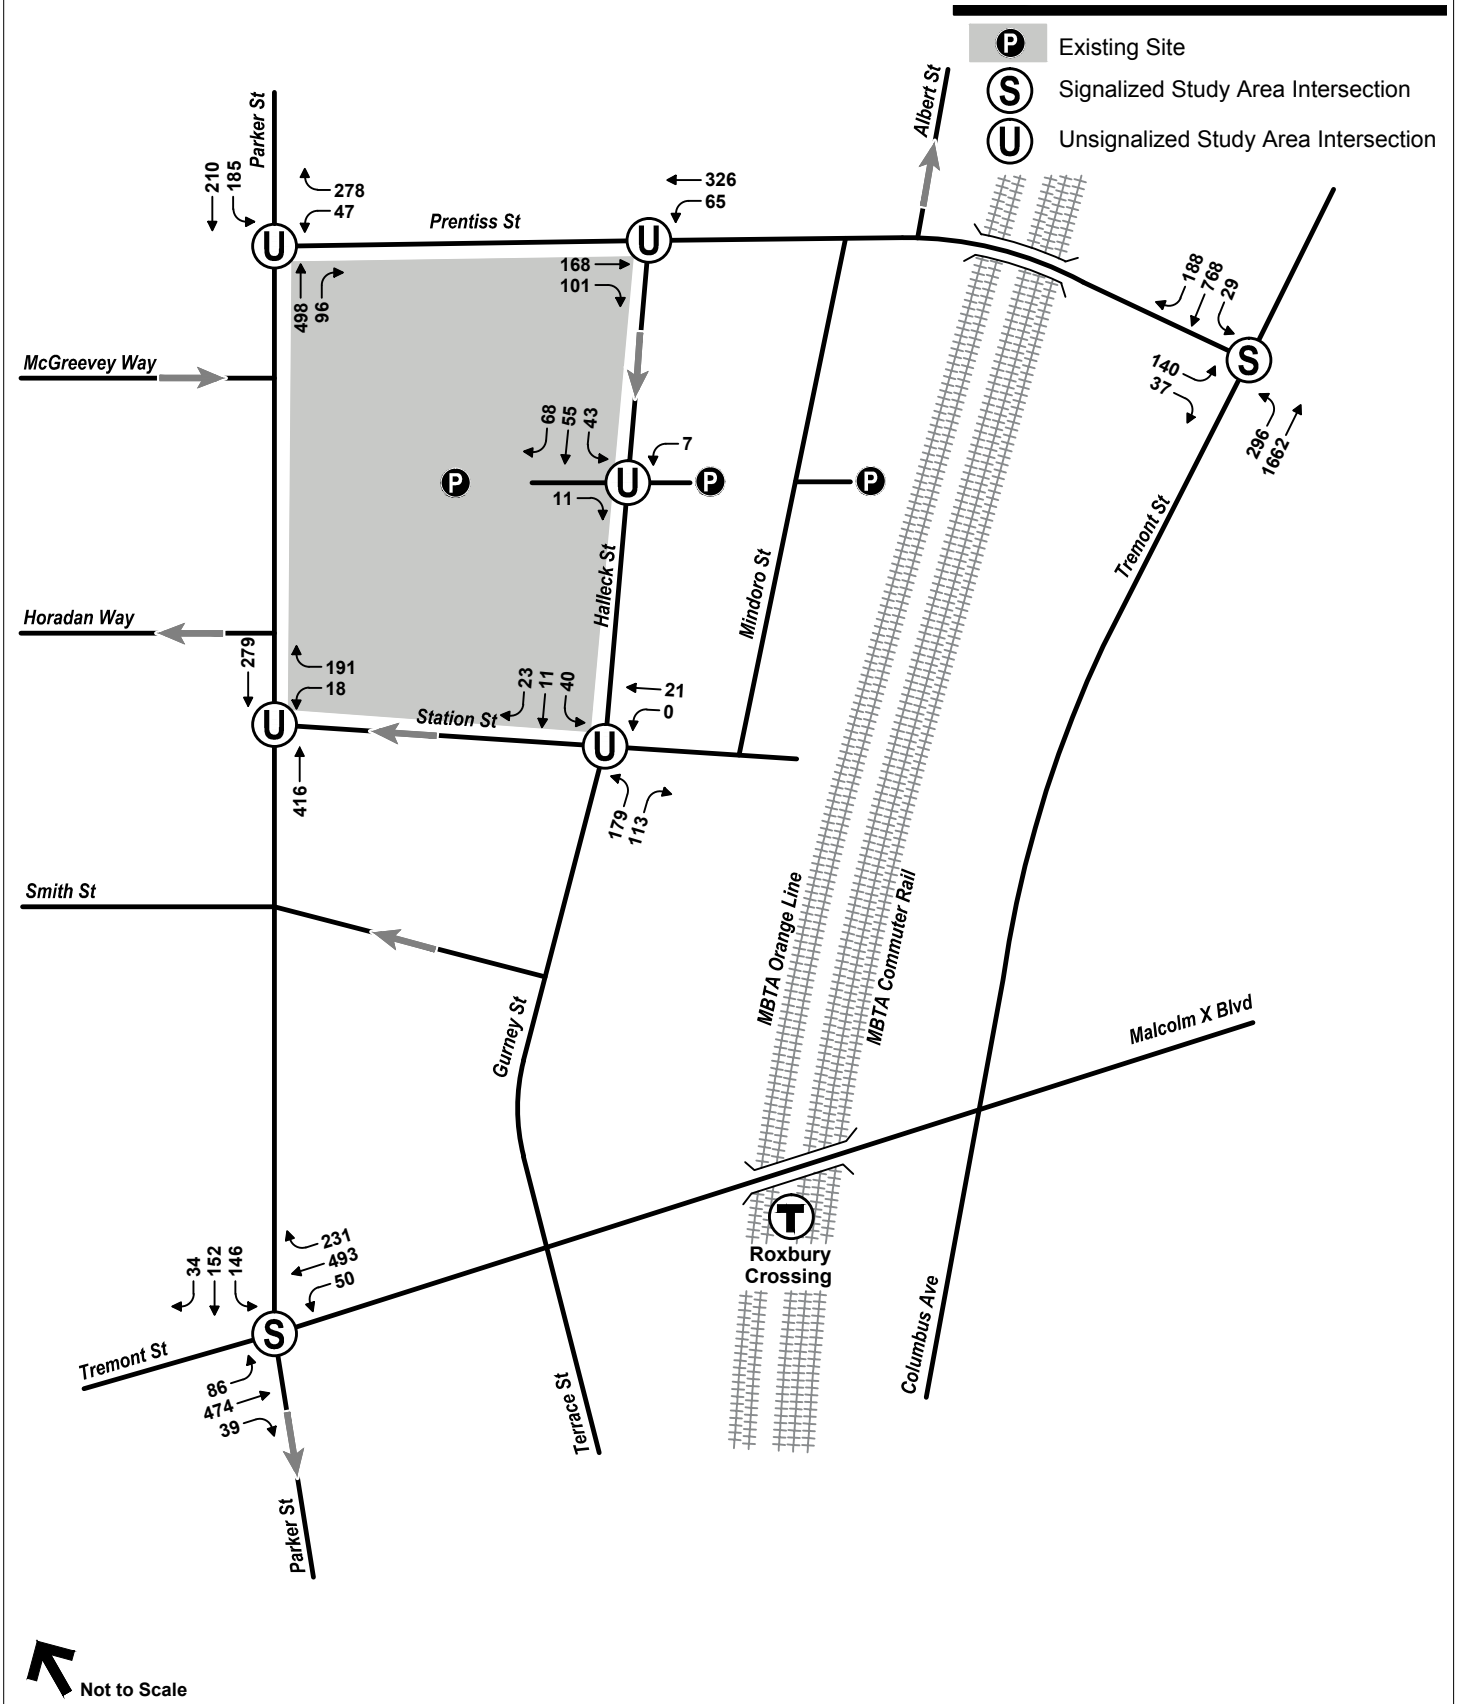 P Existing Site
S Signalized Study Area Intersection
U Unsignalized Study Area Intersection
Albert St
Parker St
210
185
278
47
326
65
Prentiss St
U
U
168
101
498
96
188
768
29
S
140
37
296
1662
McGreevey Way
68
55
43
7
P
U
P
P
11
Tremont St
Halleck St
Mindoro St
Horadan Way
279
191
18
23
11
40
21
0
Station St
U
U
416
179
113
Smith St
MBTA Orange Line
MBTA Commuter Rail
Gurney St
Malcolm X Blvd
T
Roxbury
Crossing
34
152
146
231
493
50
S
Tremont St
86
474
39
Columbus Ave
Terrace St
Parker St
Not to Scale